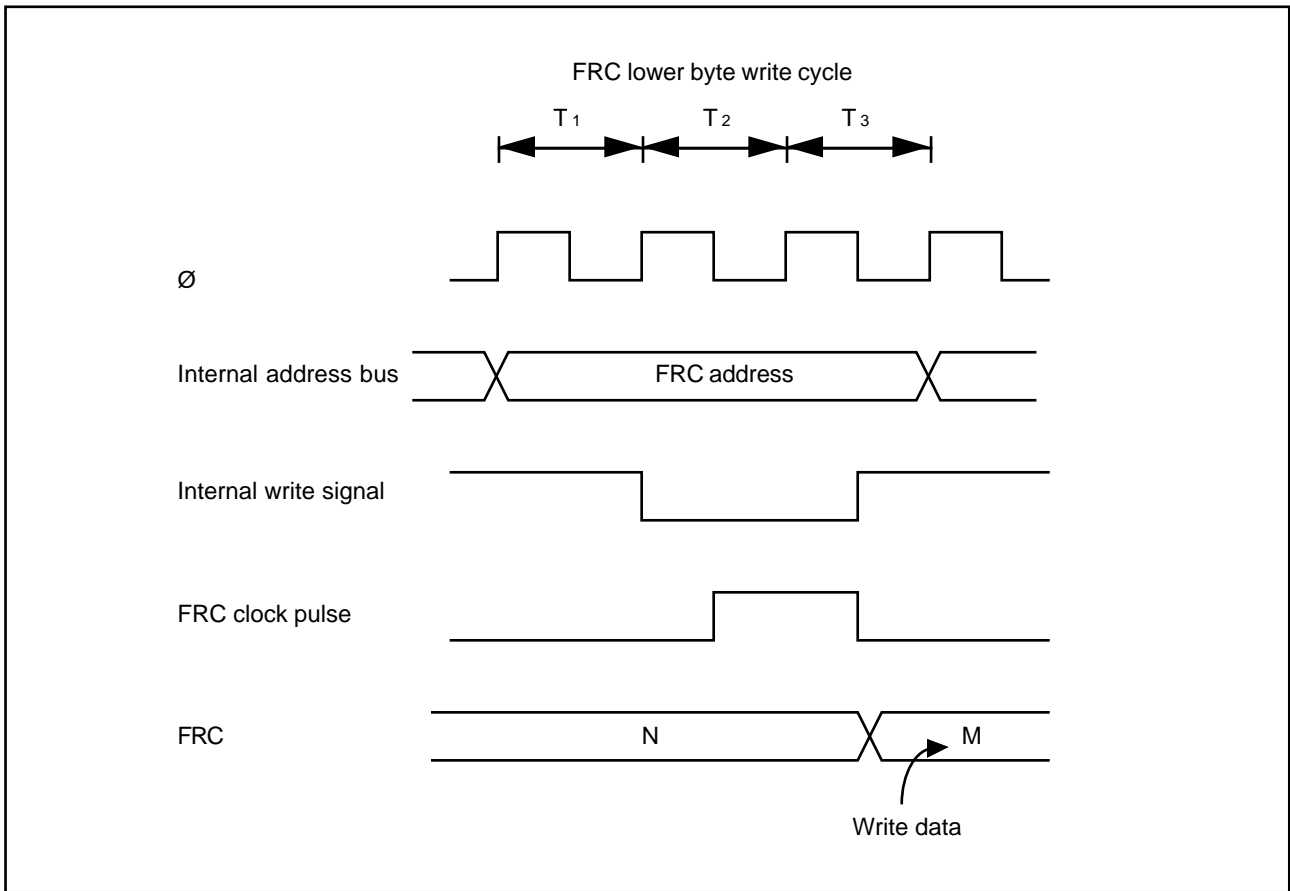 FRC lower byte write cycle
T1 T2 T3
Ø
Internal address bus FRC address
Internal write signal
FRC clock pulse
FRC N M
Write data